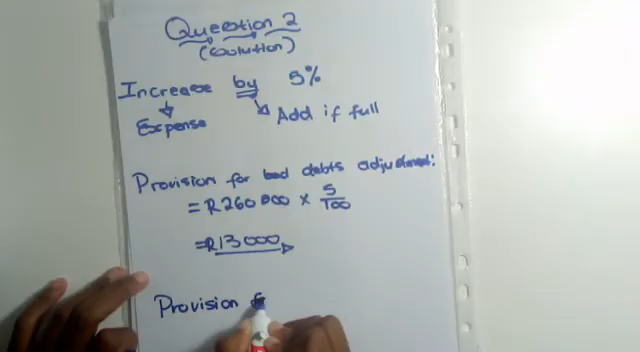 Question 2
(Solution)
Increase by 5%
Expense Add if full
Provision for bad debts adjustment:
= R260 000 × 5/100
= R13 000
Provision f